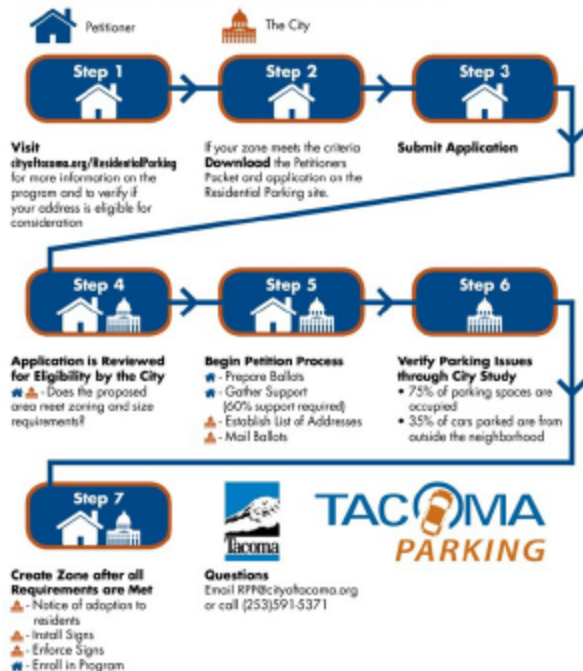 Petitioner
The City
Step 1
Step 2
Step 3
Visit
cityoftacoma.org/ResidentialParking
for more information on the
program and to verify if
your address is eligible for
consideration
If your zone meets the criteria
Download the Petitioners
Packet and application on the
Residential Parking site.
Submit Application
Step 4
Step 5
Step 6
Application is Reviewed
for Eligibility by the City
- Does the proposed
area meet zoning and size
requirements?
Begin Petition Process
- Prepare Ballots
- Gather Support
(60% support required)
- Establish List of Addresses
- Mail Ballots
Verify Parking Issues
through City Study
• 75% of parking spaces are
occupied
• 35% of cars parked are from
outside the neighborhood
Step 7
Create Zone after all
Requirements are Met
- Notice of adoption to
residents
- Install Signs
- Enforce Signs
- Enroll in Program
Tacoma
Questions
Email RPP@cityoftacoma.org
or call (253)591-5371
TACOMA
PARKING